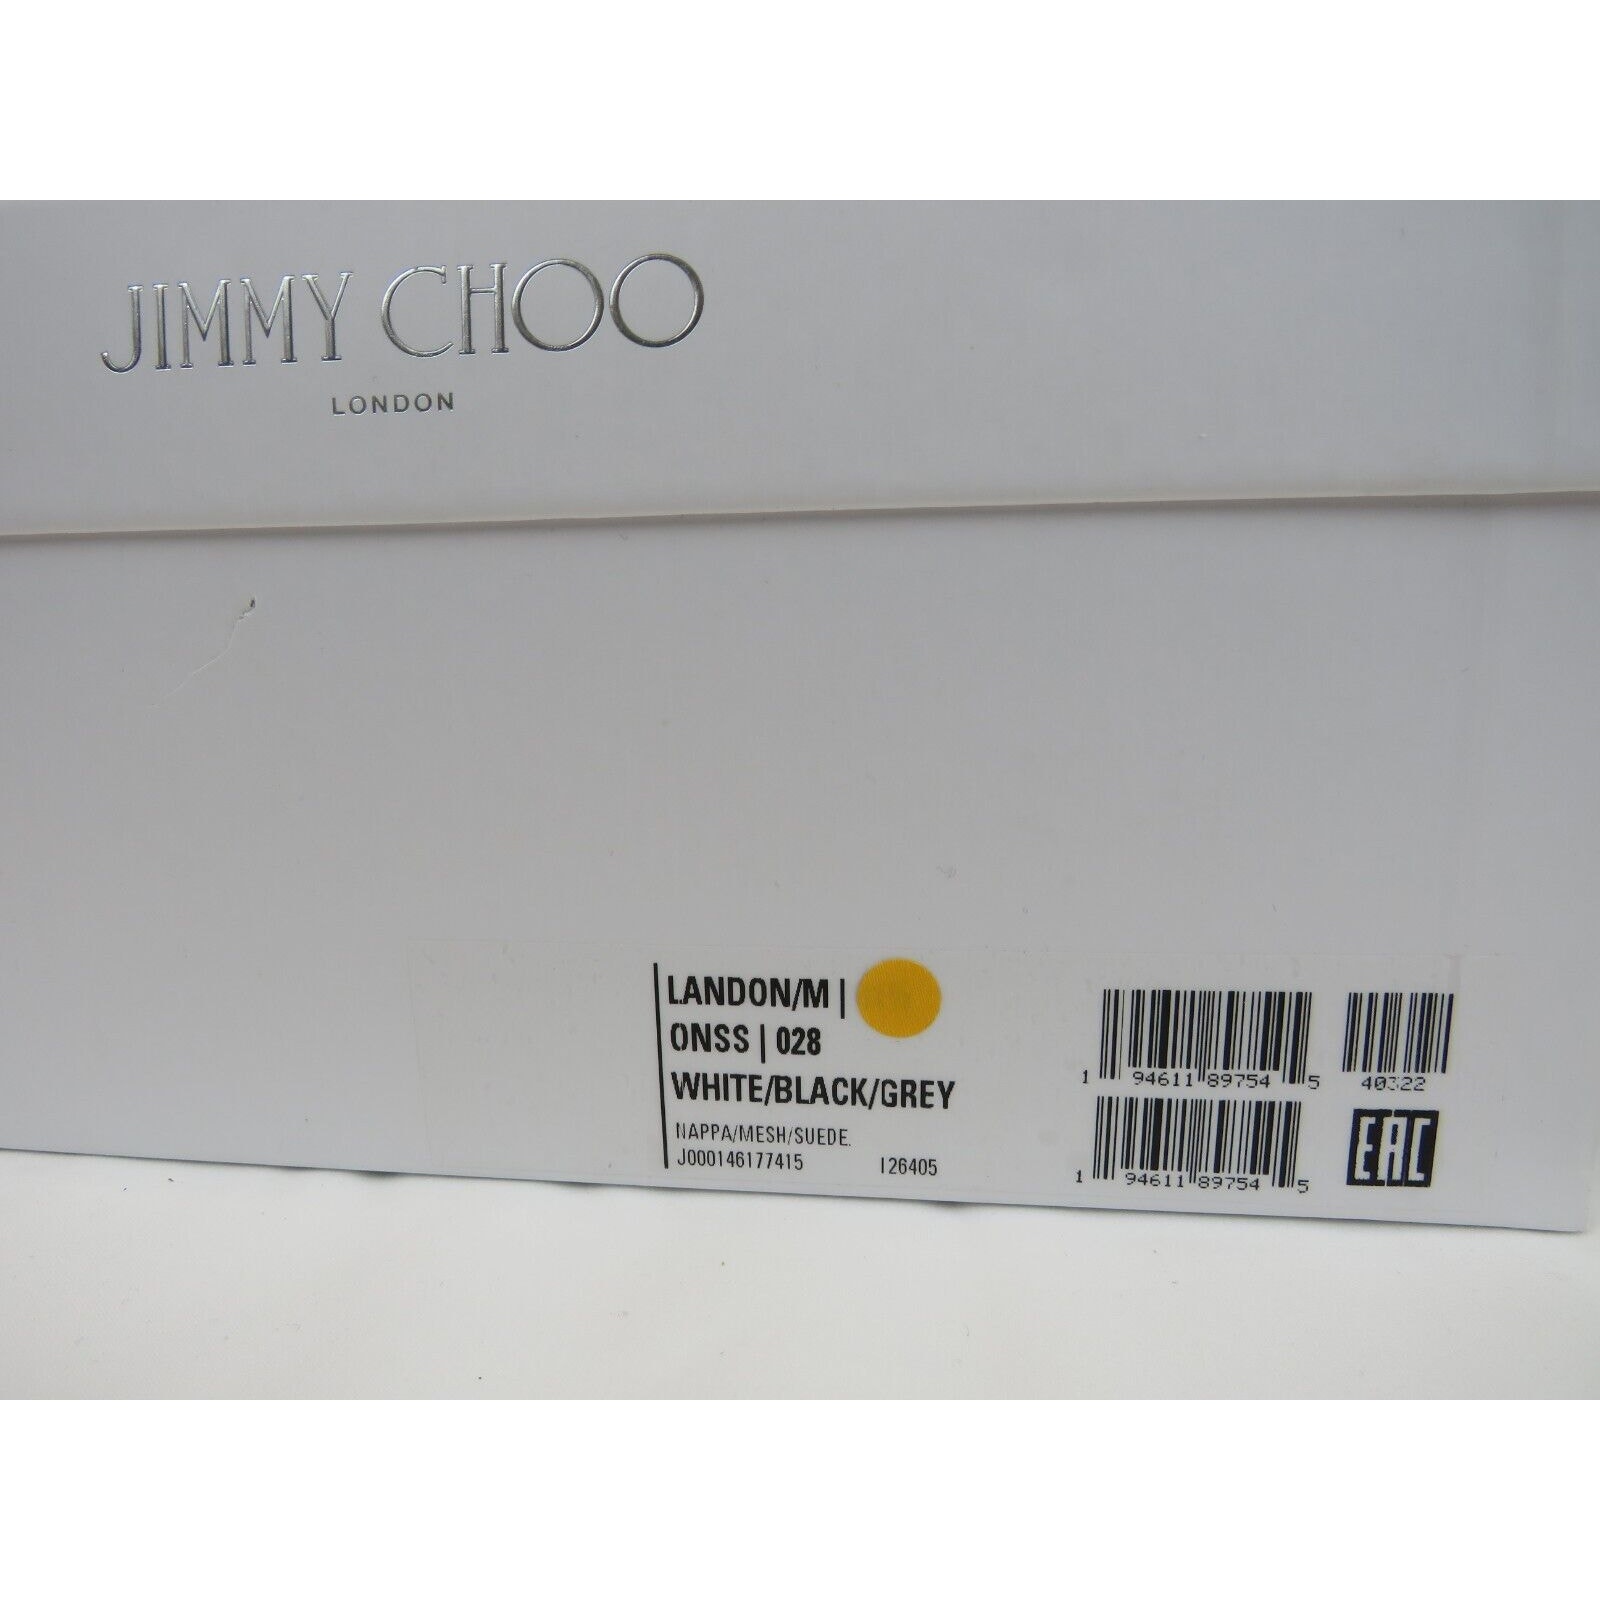 JIMMY CHOO
LONDON
LANDON/M |
ONSS | 028
WHITE/BLACK/GREY
NAPPA/MESH/SUEDE.
J000146177415 I26405
1 94611 89754 5
40322
1 94611 89754 5
EAC